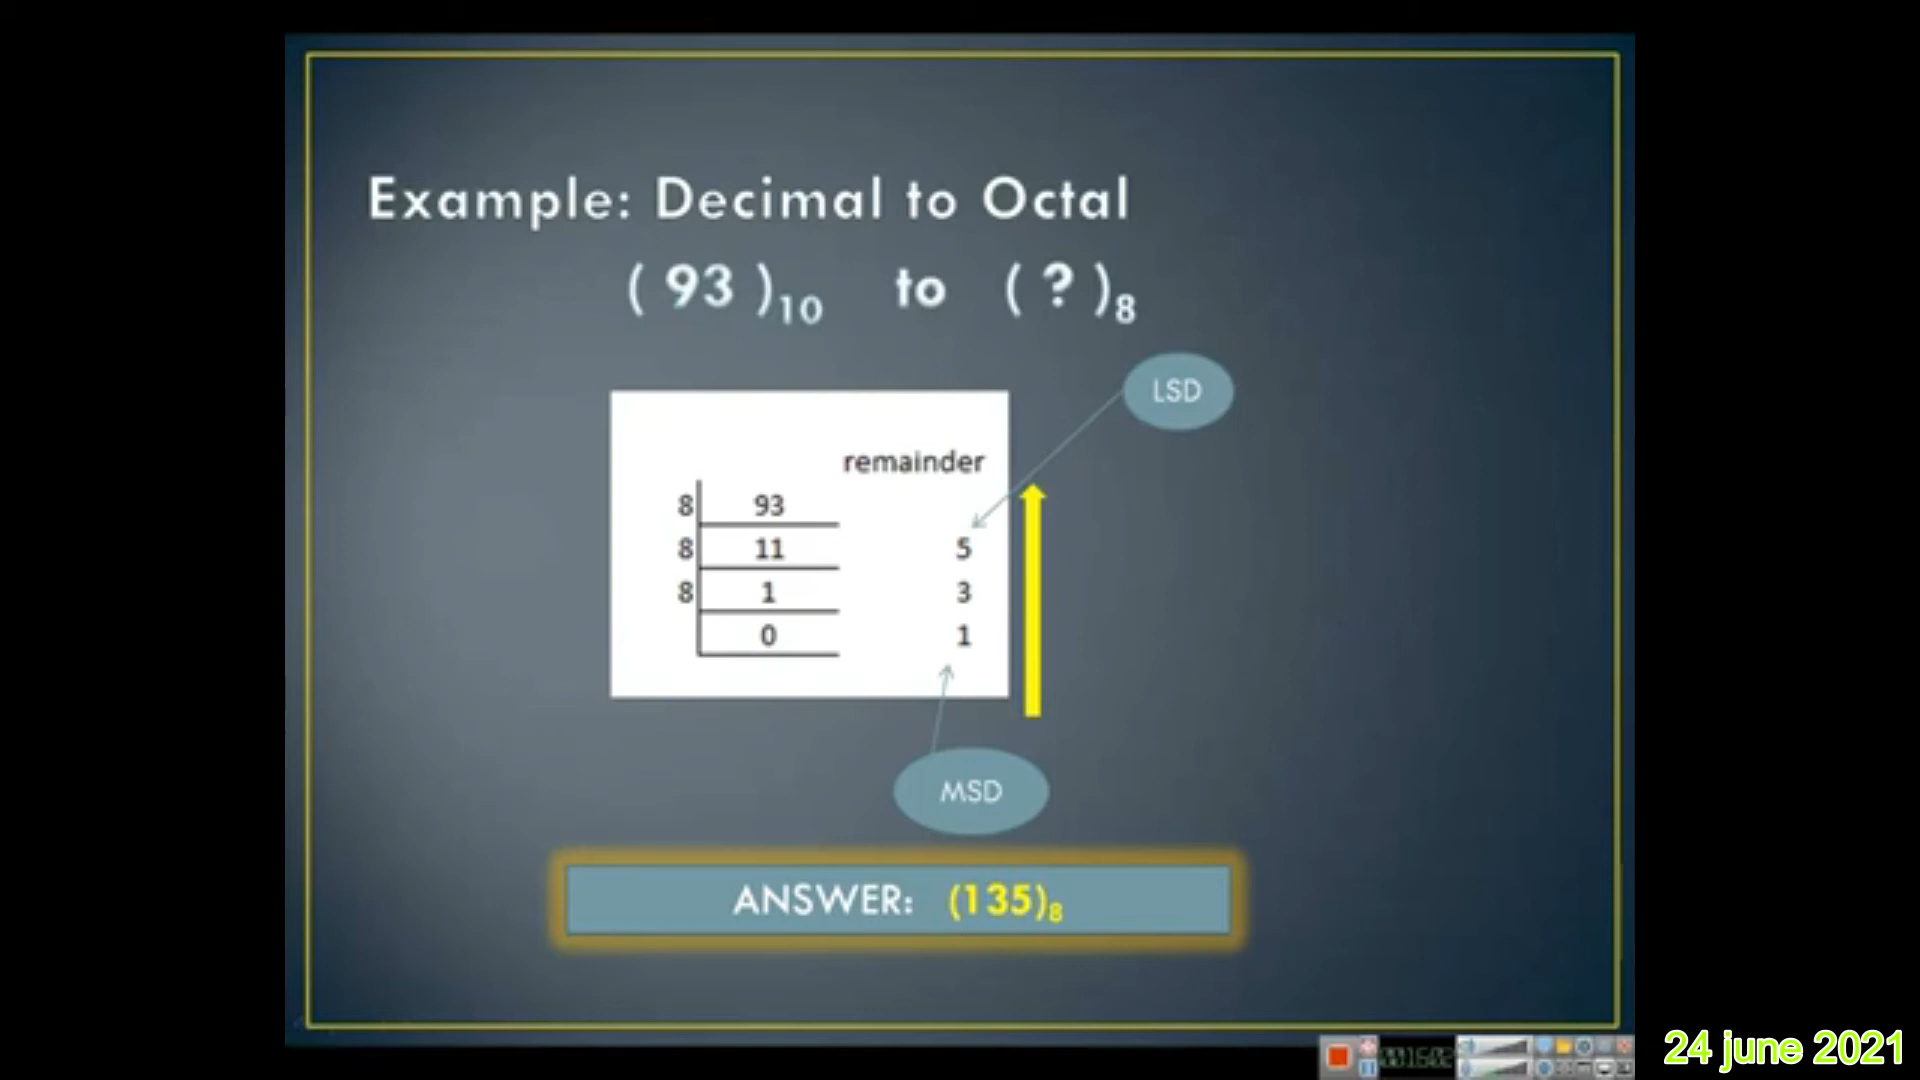 Example: Decimal to Octal
( 93 )10 to ( ? )8
LSD
remainder
8 93
8 11 5
8 1 3
0 1
MSD
ANSWER: (135)8
24 june 2021